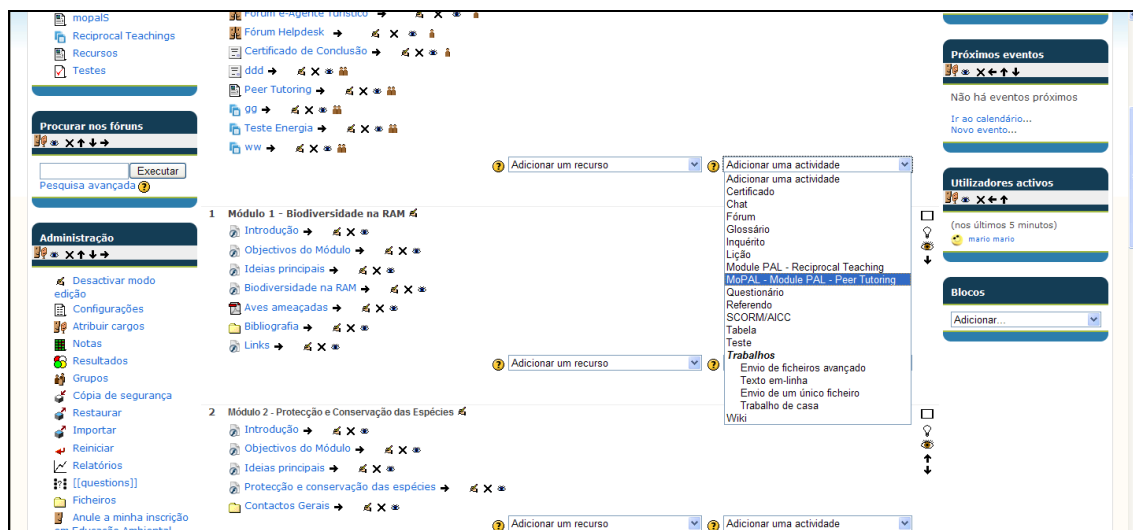 mopalS
Reciprocal Teachings
Recursos
Testes
Procurar nos fóruns
Executar
Pesquisa avançada
Administração
Desactivar modo
edição
Configurações
Atribuir cargos
Notas
Resultados
Grupos
Cópia de segurança
Restaurar
Importar
Reiniciar
Relatórios
[[questions]]
Ficheiros
Anule a minha inscrição
em Educação Ambiental
Fórum e-Agente Turístico
Fórum Helpdesk
Certificado de Conclusão
ddd
Peer Tutoring
gg
Teste Energia
ww
Adicionar um recurso
Adicionar uma actividade
Adicionar uma actividade
Certificado
Chat
Fórum
Glossário
Inquérito
Lição
Module PAL - Reciprocal Teaching
MoPAL - Module PAL - Peer Tutoring
Questionário
Referendo
SCORM/AICC
Tabela
Teste
Trabalhos
Envio de ficheiros avançado
Texto em-linha
Envio de um único ficheiro
Trabalho de casa
Wiki
1 Módulo 1 - Biodiversidade na RAM
Introdução
Objectivos do Módulo
Ideias principais
Biodiversidade na RAM
Aves ameaçadas
Bibliografia
Links
Adicionar um recurso
2 Módulo 2 - Protecção e Conservação das Espécies
Introdução
Objectivos do Módulo
Ideias principais
Protecção e conservação das espécies
Contactos Gerais
Adicionar um recurso
Adicionar uma actividade
Próximos eventos
Não há eventos próximos
Ir ao calendário...
Novo evento...
Utilizadores activos
(nos últimos 5 minutos)
mario mario
Blocos
Adicionar...